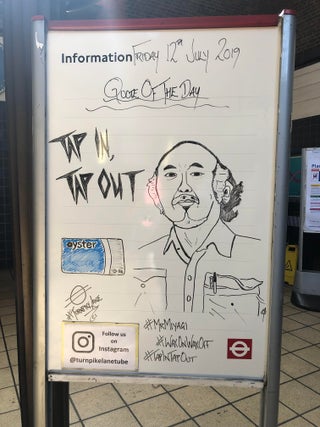 Information FRIDAY 12TH JULY 2019
QUOTE OF THE DAY
TAP IN,
TAP OUT
oyster
Follow us
on
Instagram
@turnpikelanetube
#MRMIYAGI
#WAXONWAXOFF
#TAPINTAPOUT